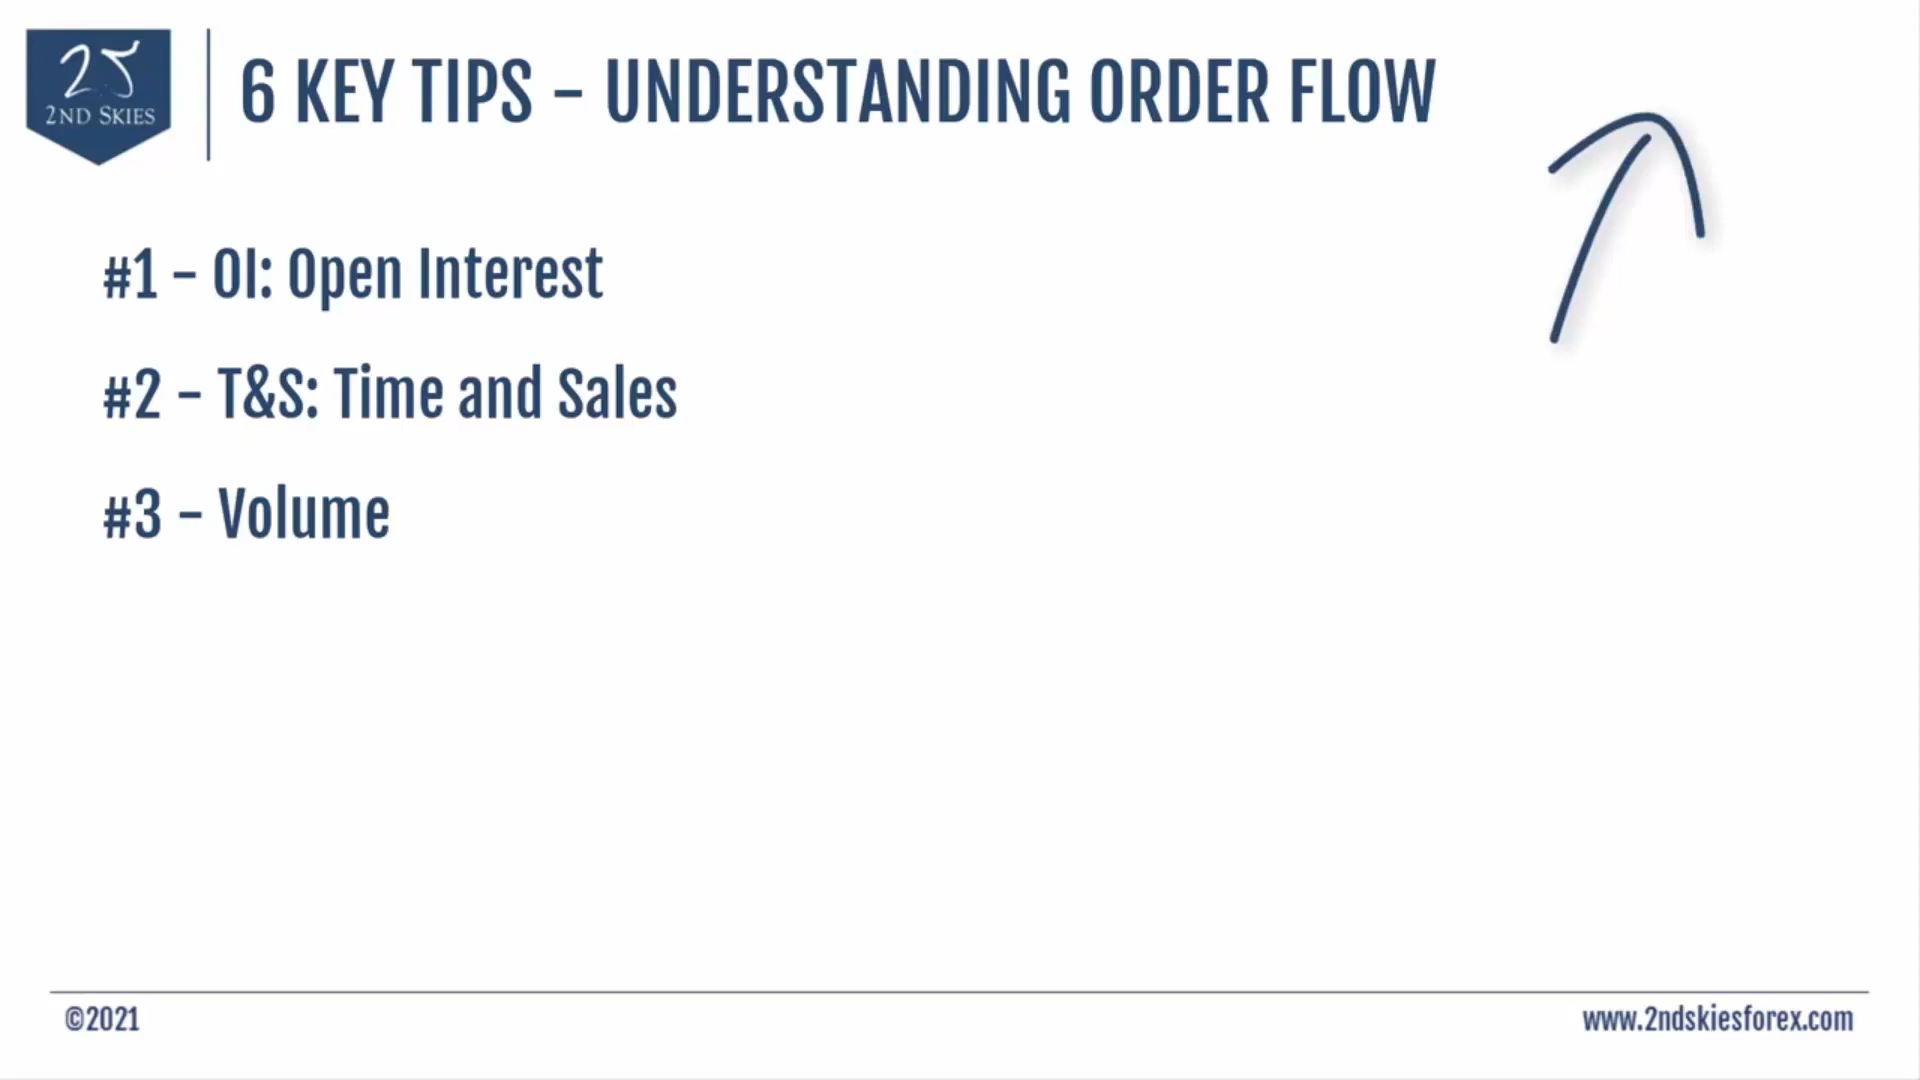 2S
2ND SKIES
6 KEY TIPS - UNDERSTANDING ORDER FLOW
#1 - OI: Open Interest
#2 - T&S: Time and Sales
#3 - Volume
©2021
www.2ndskiesforex.com